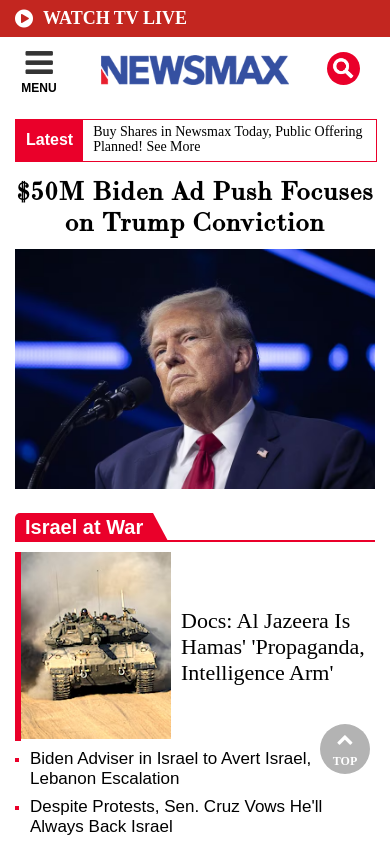 WATCH TV LIVE
MENU
NEWSMAX
Latest
Buy Shares in Newsmax Today, Public Offering
Planned! See More
$50M Biden Ad Push Focuses
on Trump Conviction
Israel at War
Docs: Al Jazeera Is
Hamas' 'Propaganda,
Intelligence Arm'
Biden Adviser in Israel to Avert Israel,
Lebanon Escalation
TOP
Despite Protests, Sen. Cruz Vows He'll
Always Back Israel